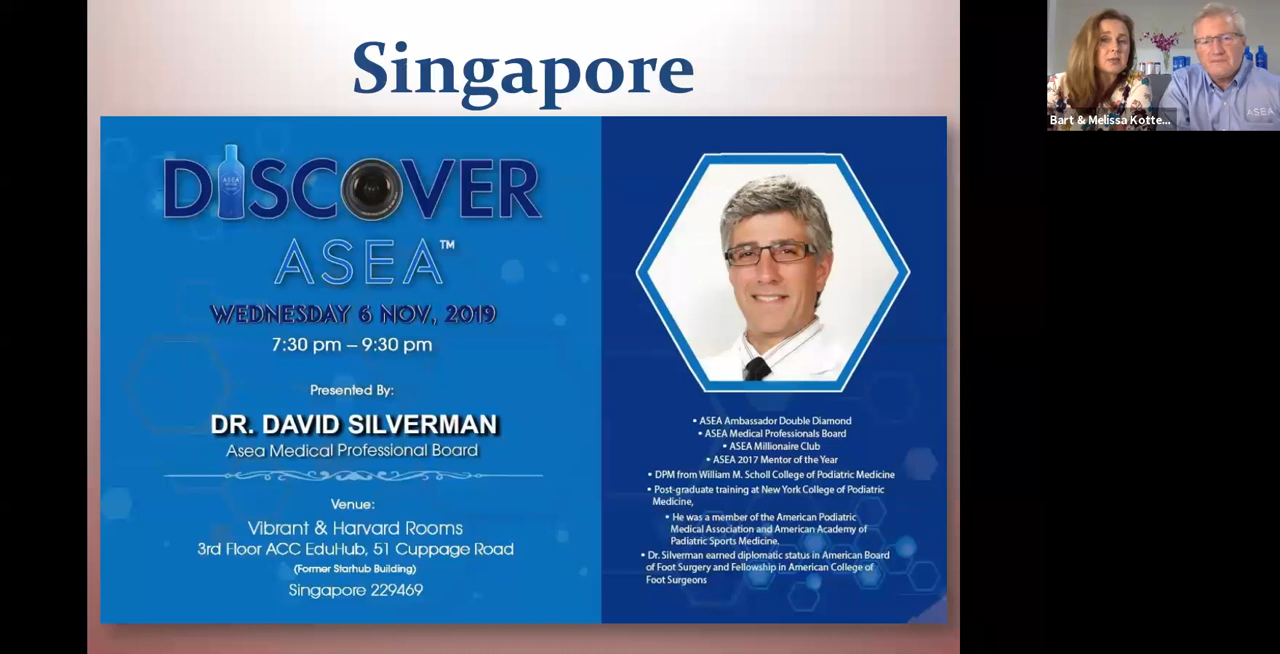 Singapore
DISCOVER
ASEA™
WEDNESDAY 6 NOV, 2019
7:30 pm – 9:30 pm
Presented By:
DR. DAVID SILVERMAN
Asea Medical Professional Board
Venue:
Vibrant & Harvard Rooms
3rd Floor ACC EduHub, 51 Cuppage Road
(Former Starhub Building)
Singapore 229469
• ASEA Ambassador Double Diamond
• ASEA Medical Professionals Board
• ASEA Millionaire Club
• ASEA 2017 Mentor of the Year
• DPM from William M. Scholl College of Podiatric Medicine
• Post-graduate training at New York College of Podiatric
Medicine,
• He was a member of the American Podiatric
Medical Association and American Academy of
Padiatric Sports Medicine.
• Dr. Silverman earned diplomatic status in American Board
of Foot Surgery and Fellowship in American College of
Foot Surgeons
Bart & Melissa Kotte...
ASEA